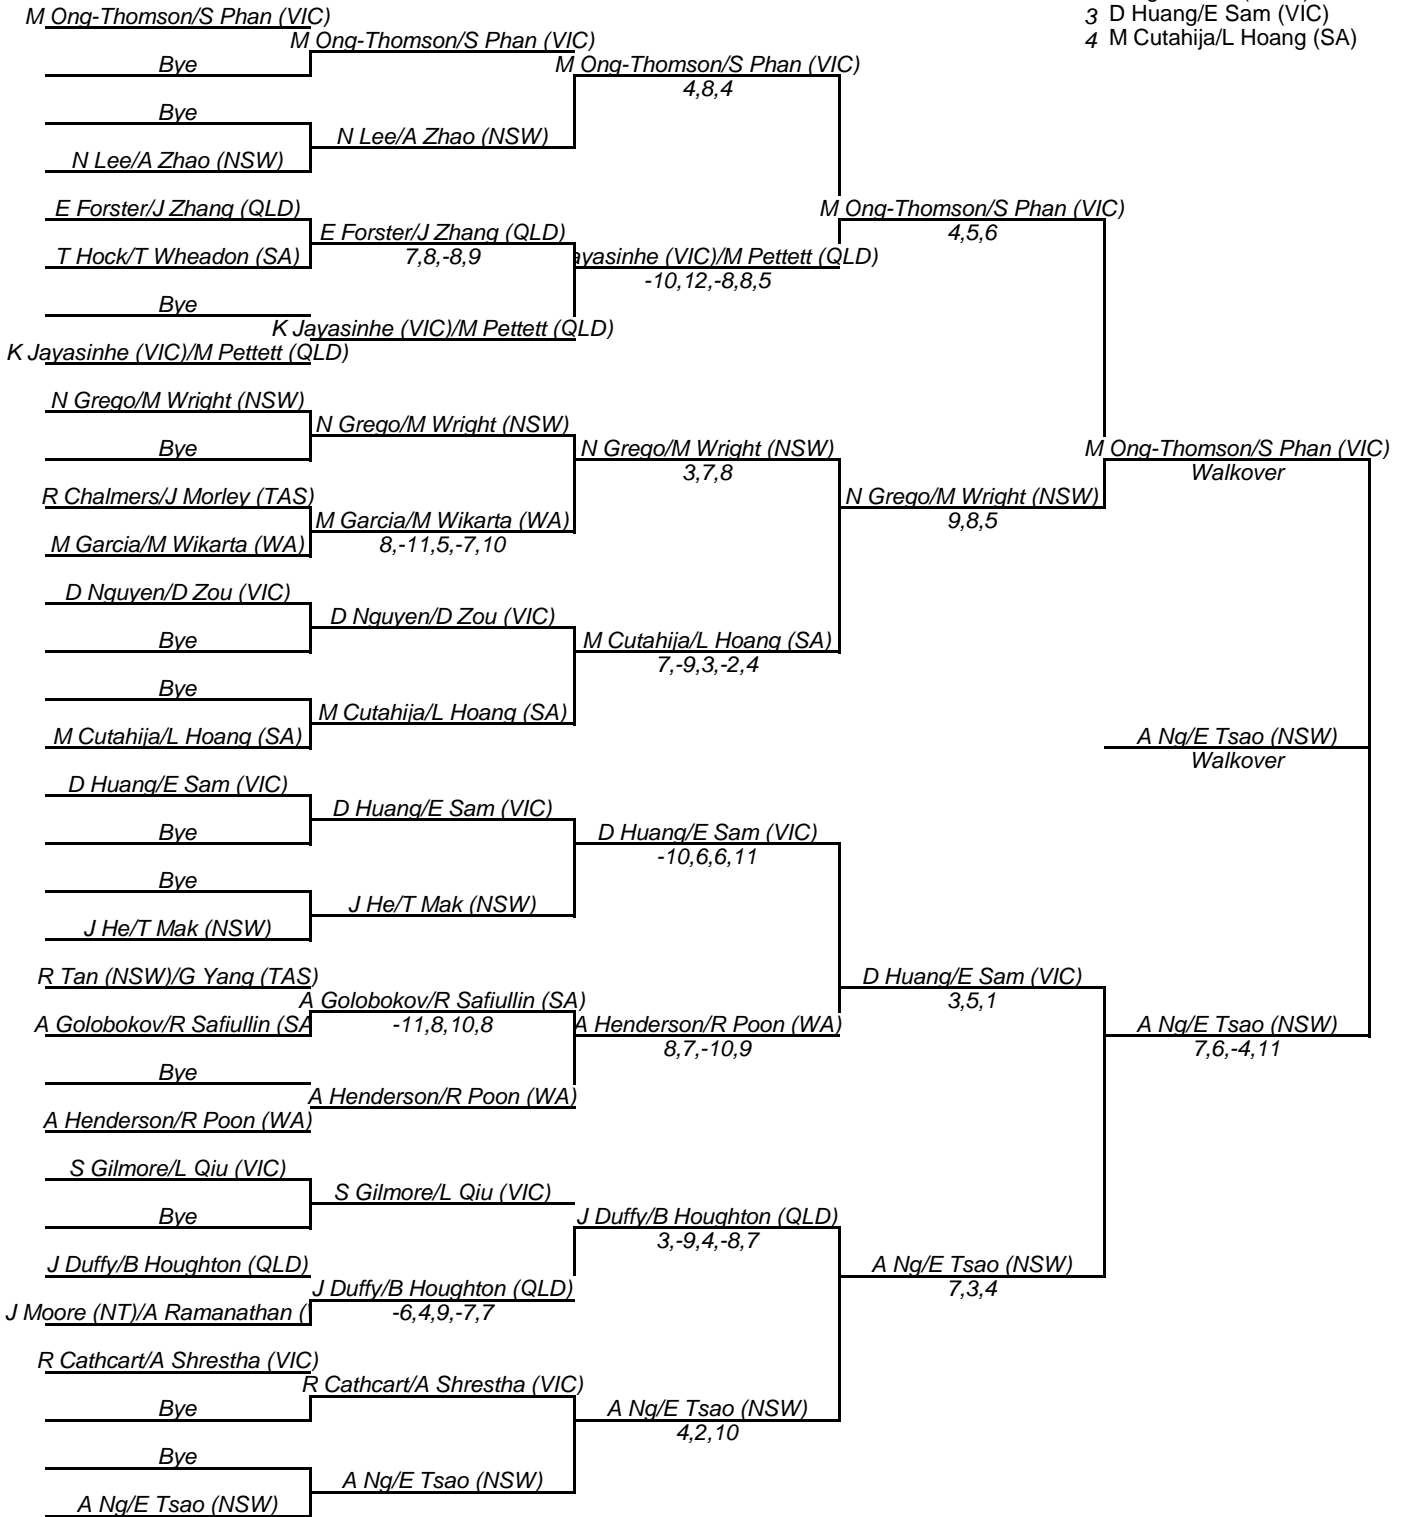 3 D Huang/E Sam (VIC)
4 M Cutahija/L Hoang (SA)
M Ong-Thomson/S Phan (VIC)
Bye
Bye
N Lee/A Zhao (NSW)
E Forster/J Zhang (QLD)
T Hock/T Wheadon (SA)
Bye
K Jayasinhe (VIC)/M Pettett (QLD)
N Grego/M Wright (NSW)
Bye
R Chalmers/J Morley (TAS)
M Garcia/M Wikarta (WA)
D Nguyen/D Zou (VIC)
Bye
Bye
M Cutahija/L Hoang (SA)
D Huang/E Sam (VIC)
Bye
Bye
J He/T Mak (NSW)
R Tan (NSW)/G Yang (TAS)
A Golobokov/R Safiullin (SA
Bye
A Henderson/R Poon (WA)
S Gilmore/L Qiu (VIC)
Bye
J Duffy/B Houghton (QLD)
J Moore (NT)/A Ramanathan (
R Cathcart/A Shrestha (VIC)
Bye
Bye
A Ng/E Tsao (NSW)
M Ong-Thomson/S Phan (VIC)
N Lee/A Zhao (NSW)
E Forster/J Zhang (QLD)
7,8,-8,9
K Jayasinhe (VIC)/M Pettett (QLD)
N Grego/M Wright (NSW)
M Garcia/M Wikarta (WA)
8,-11,5,-7,10
D Nguyen/D Zou (VIC)
M Cutahija/L Hoang (SA)
D Huang/E Sam (VIC)
J He/T Mak (NSW)
A Golobokov/R Safiullin (SA)
-11,8,10,8
A Henderson/R Poon (WA)
S Gilmore/L Qiu (VIC)
J Duffy/B Houghton (QLD)
-6,4,9,-7,7
R Cathcart/A Shrestha (VIC)
A Ng/E Tsao (NSW)
M Ong-Thomson/S Phan (VIC)
4,8,4
ayasinhe (VIC)/M Pettett (QLD)
-10,12,-8,8,5
N Grego/M Wright (NSW)
3,7,8
M Cutahija/L Hoang (SA)
7,-9,3,-2,4
D Huang/E Sam (VIC)
-10,6,6,11
A Henderson/R Poon (WA)
8,7,-10,9
J Duffy/B Houghton (QLD)
3,-9,4,-8,7
A Ng/E Tsao (NSW)
4,2,10
M Ong-Thomson/S Phan (VIC)
4,5,6
N Grego/M Wright (NSW)
9,8,5
D Huang/E Sam (VIC)
3,5,1
A Ng/E Tsao (NSW)
7,3,4
M Ong-Thomson/S Phan (VIC)
Walkover
A Ng/E Tsao (NSW)
7,6,-4,11
A Ng/E Tsao (NSW)
Walkover